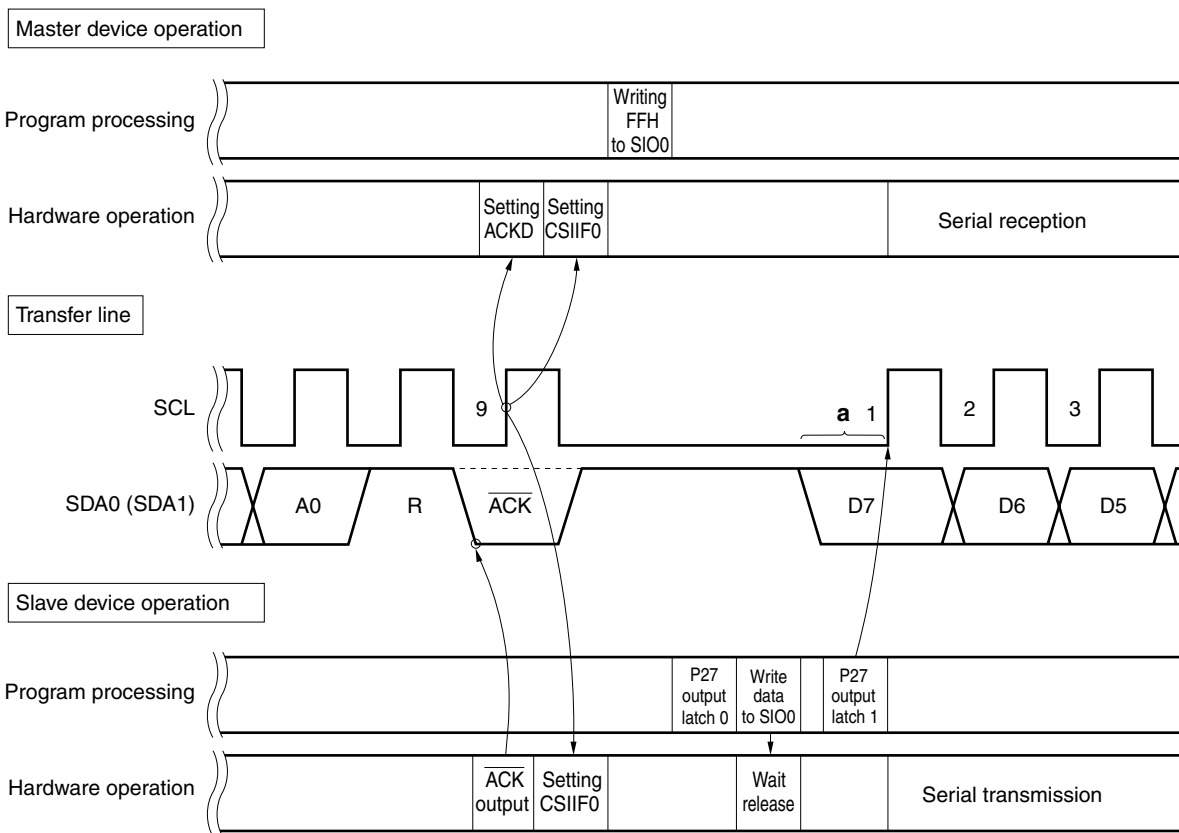 Master device operation
Program processing
Writing
FFH
to SIO0
Hardware operation
Setting
ACKD
Setting
CSIIF0
Serial reception
Transfer line
SCL
9
a 1
2
3
SDA0 (SDA1)
A0
R
ACK
D7
D6
D5
Slave device operation
Program processing
P27
output
latch 0
Write
data
to SIO0
P27
output
latch 1
Hardware operation
ACK
output
Setting
CSIIF0
Wait
release
Serial transmission